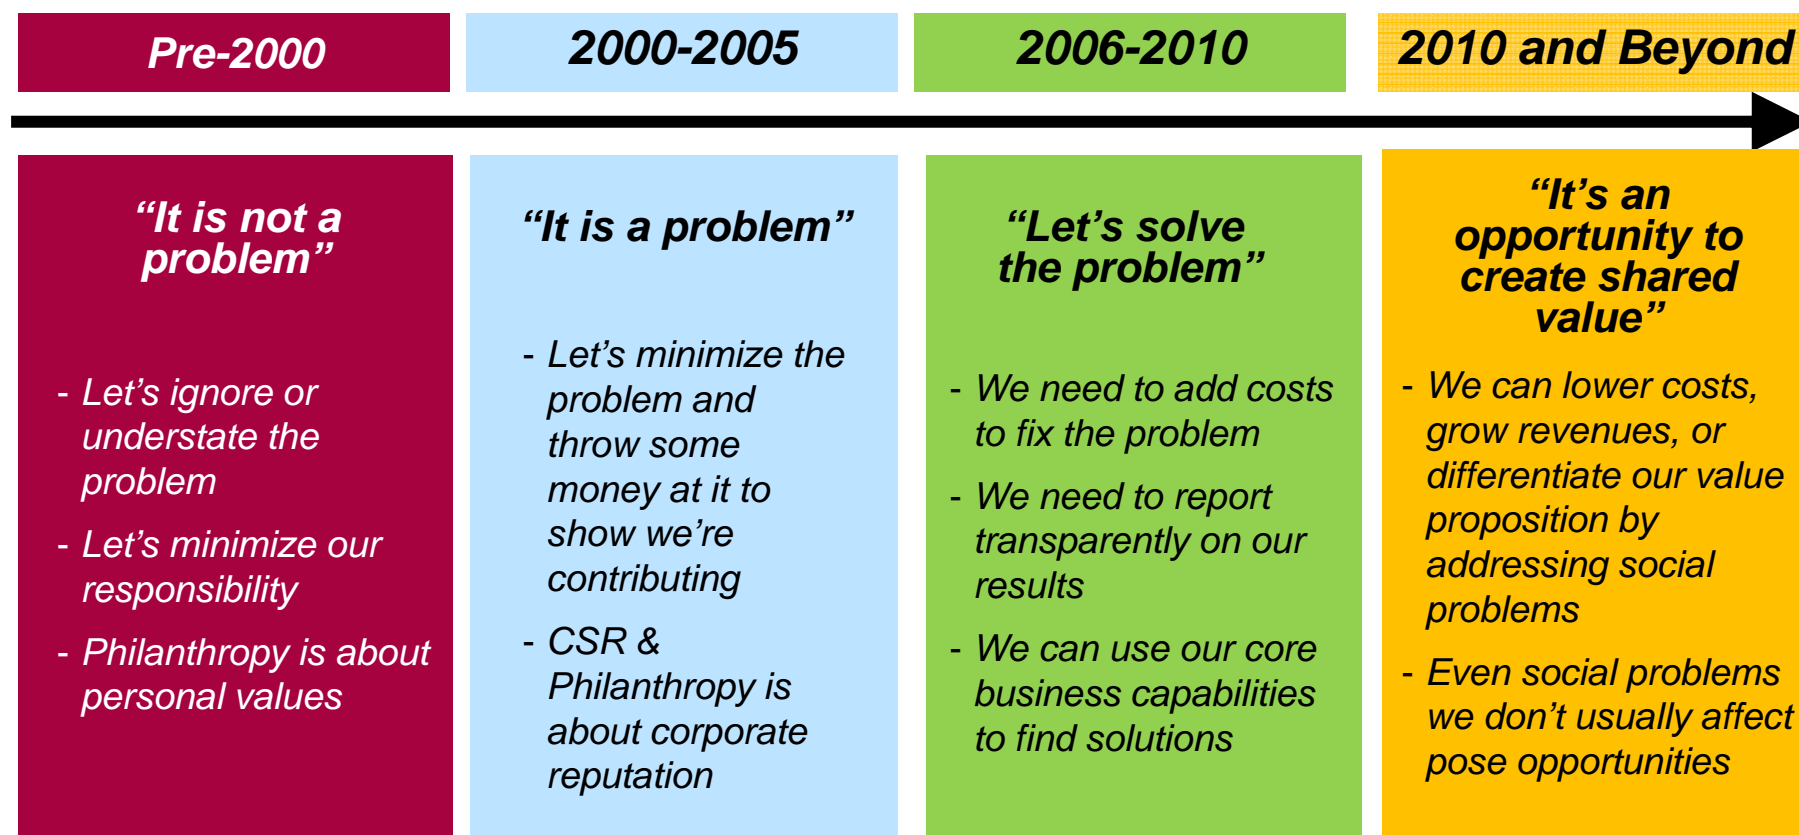 Pre-2000
2000-2005
2006-2010
2010 and Beyond
“It is not a
problem”
- Let’s ignore or
understate the
problem
- Let’s minimize our
responsibility
- Philanthropy is about
personal values
“It is a problem”
- Let’s minimize the
problem and
throw some
money at it to
show we’re
contributing
- CSR &
Philanthropy is
about corporate
reputation
“Let’s solve
the problem”
- We need to add costs
to fix the problem
- We need to report
transparently on our
results
- We can use our core
business capabilities
to find solutions
“It’s an
opportunity to
create shared
value”
- We can lower costs,
grow revenues, or
differentiate our value
proposition by
addressing social
problems
- Even social problems
we don’t usually affect
pose opportunities